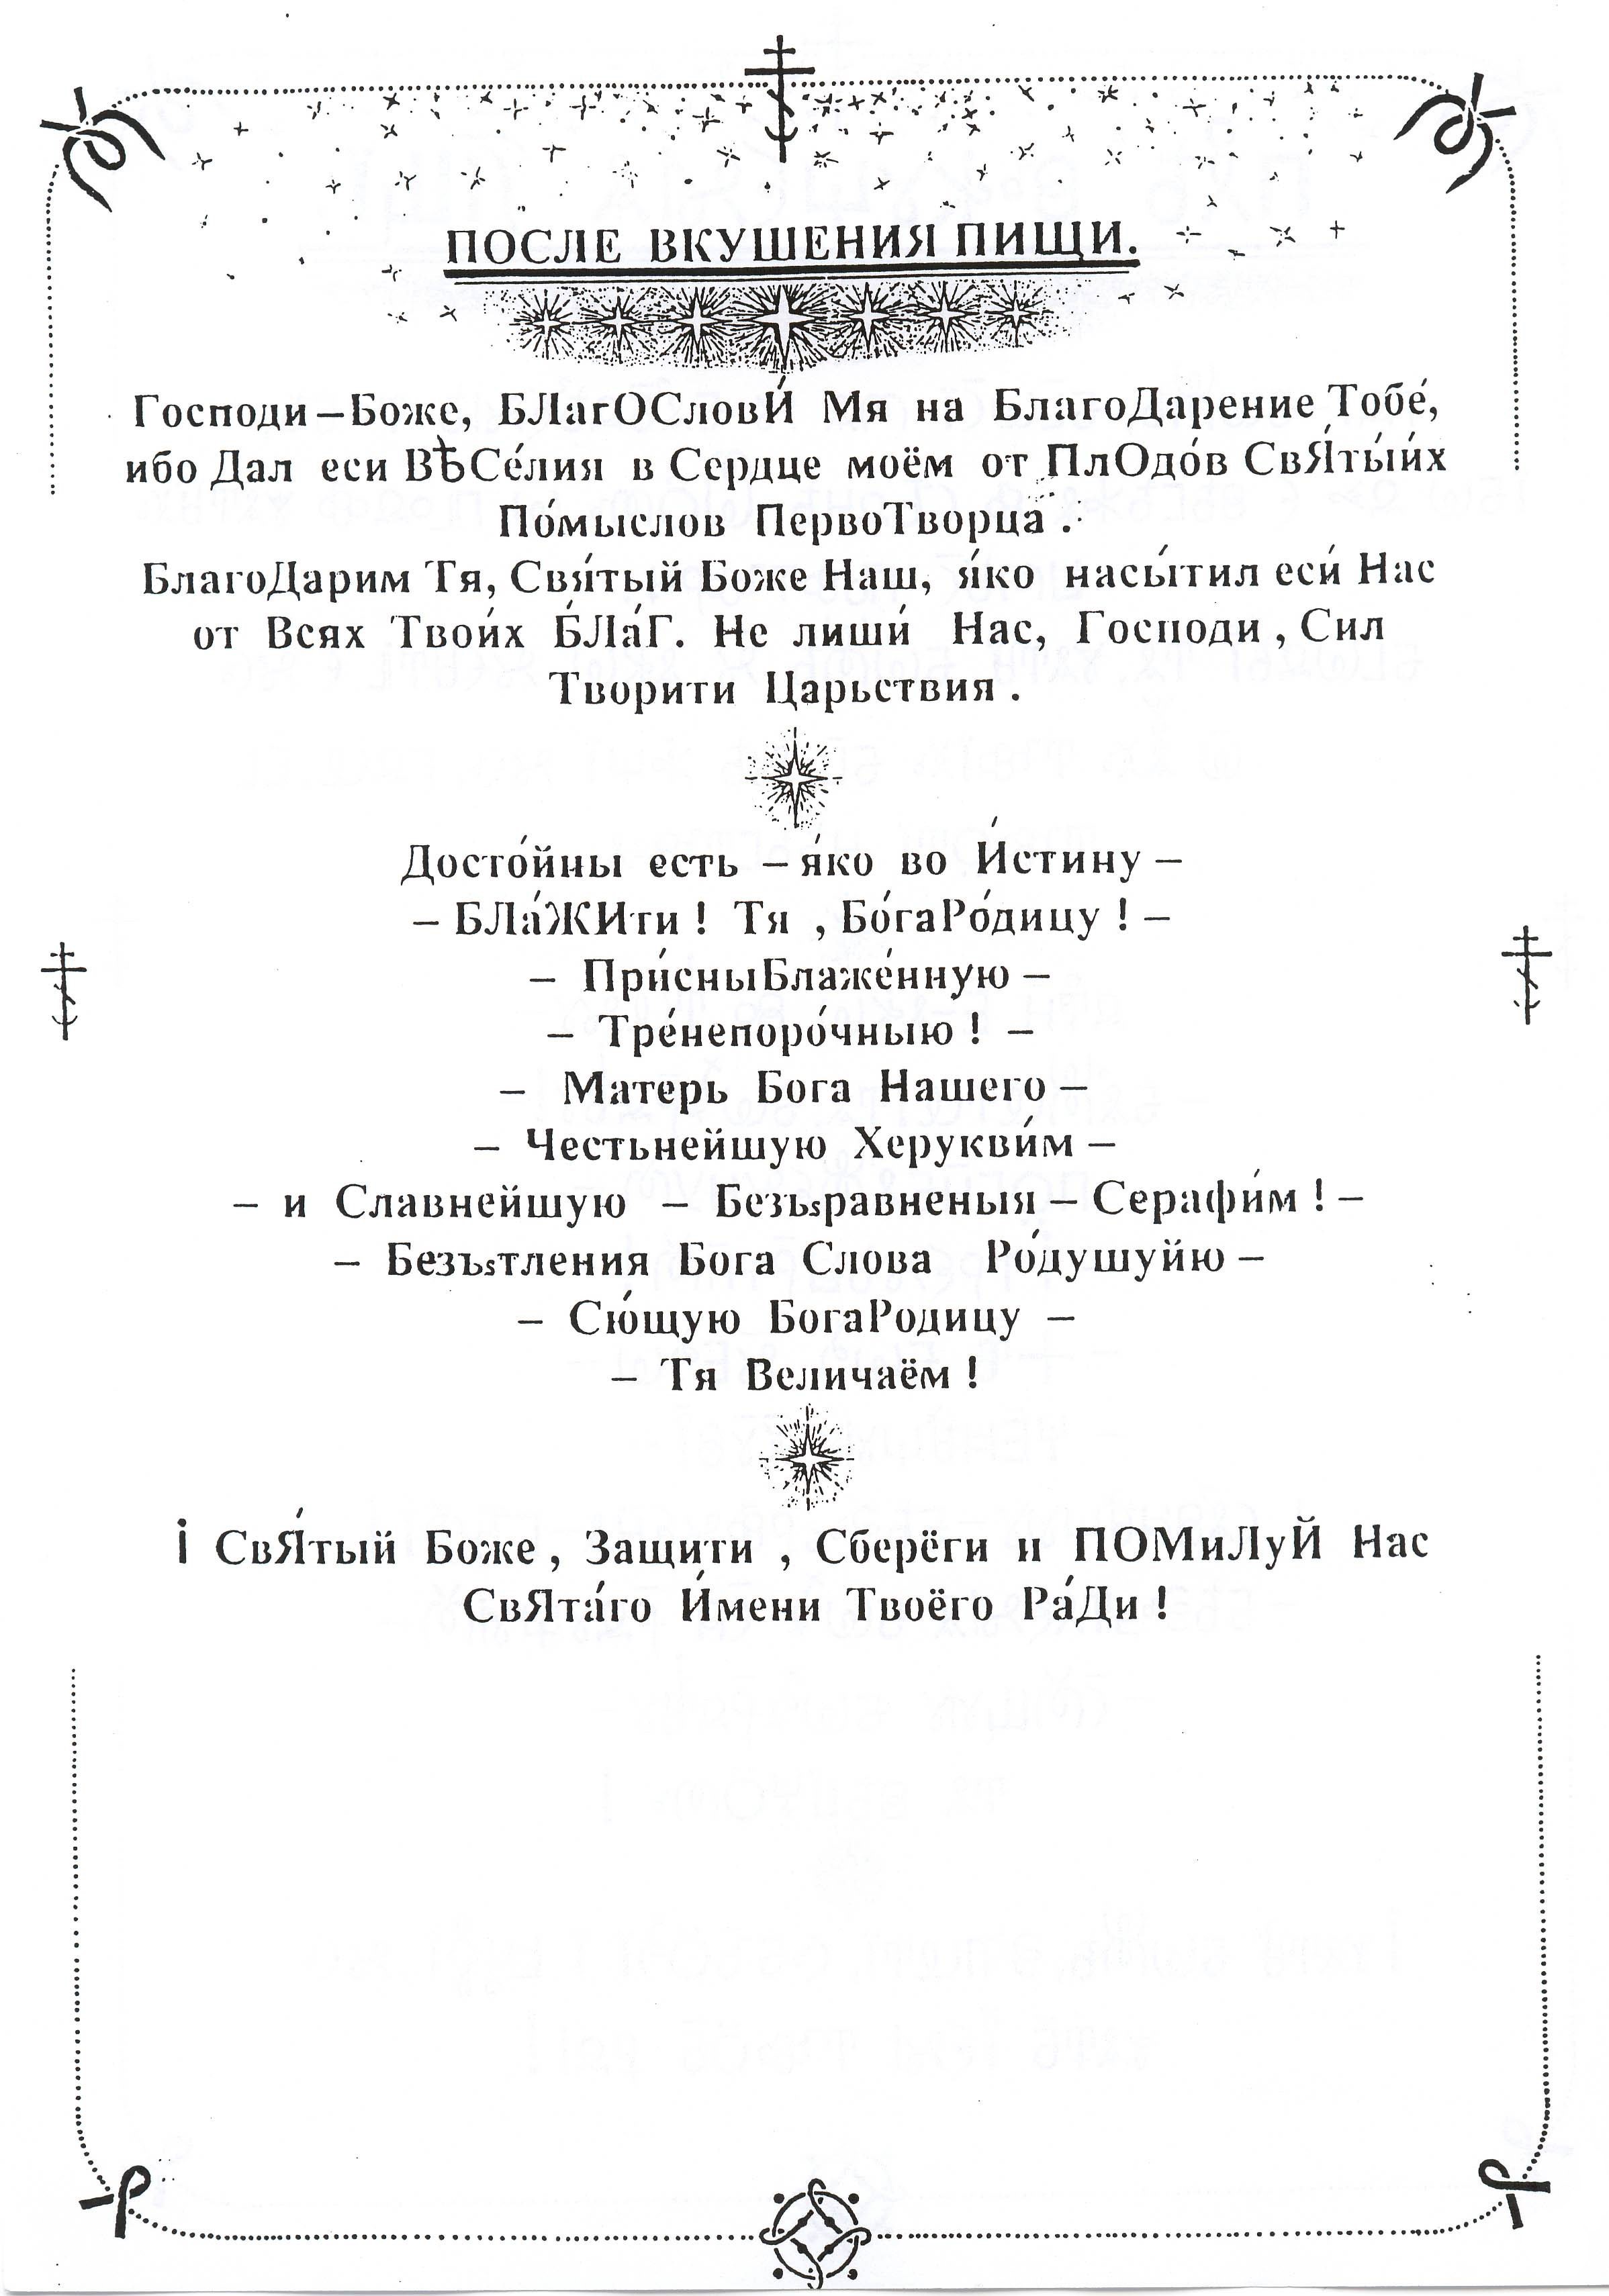 ПОСЛЕ ВКУШЕНИЯ ПИЩИ.
Господи–Боже, БЛагОСловИ́ Мя на БлагоДарение Тобе́,
ибо Дал еси ВѢСе́лия в Сердце моём от ПлОдо́в СвЯ́ты́и́х
По́мыслов ПервоТворца́.
БлагоДарим Тя, Свя́тый Боже Наш, я́ко насы́тил еси́ Нас
от Всях Твои́х БЛа́Г. Не лиши́ Нас, Господи, Сил
Творити Царьствия.
Досто́йны есть – я́ко во И́стину –
– БЛа́ЖИти! Тя, Бо́гаРо́дицу! –
– При́сныБлаже́нную –
– Тре́непоро́чныю! –
– Матерь Бога Нашего –
– Честьнейшую Херукви́м –
– и Славнейшую – Безъѕравненыя – Серафи́м! –
– Безъѕтления Бога Слова Ро́душуйю –
– Сю́щую БогаРодицу –
– Тя Величаём!
і СвЯ́тый Боже, Защити, Сберёги и ПОМиЛуЙ Нас
СвЯта́го И́мени Твоёго Ра́Ди!